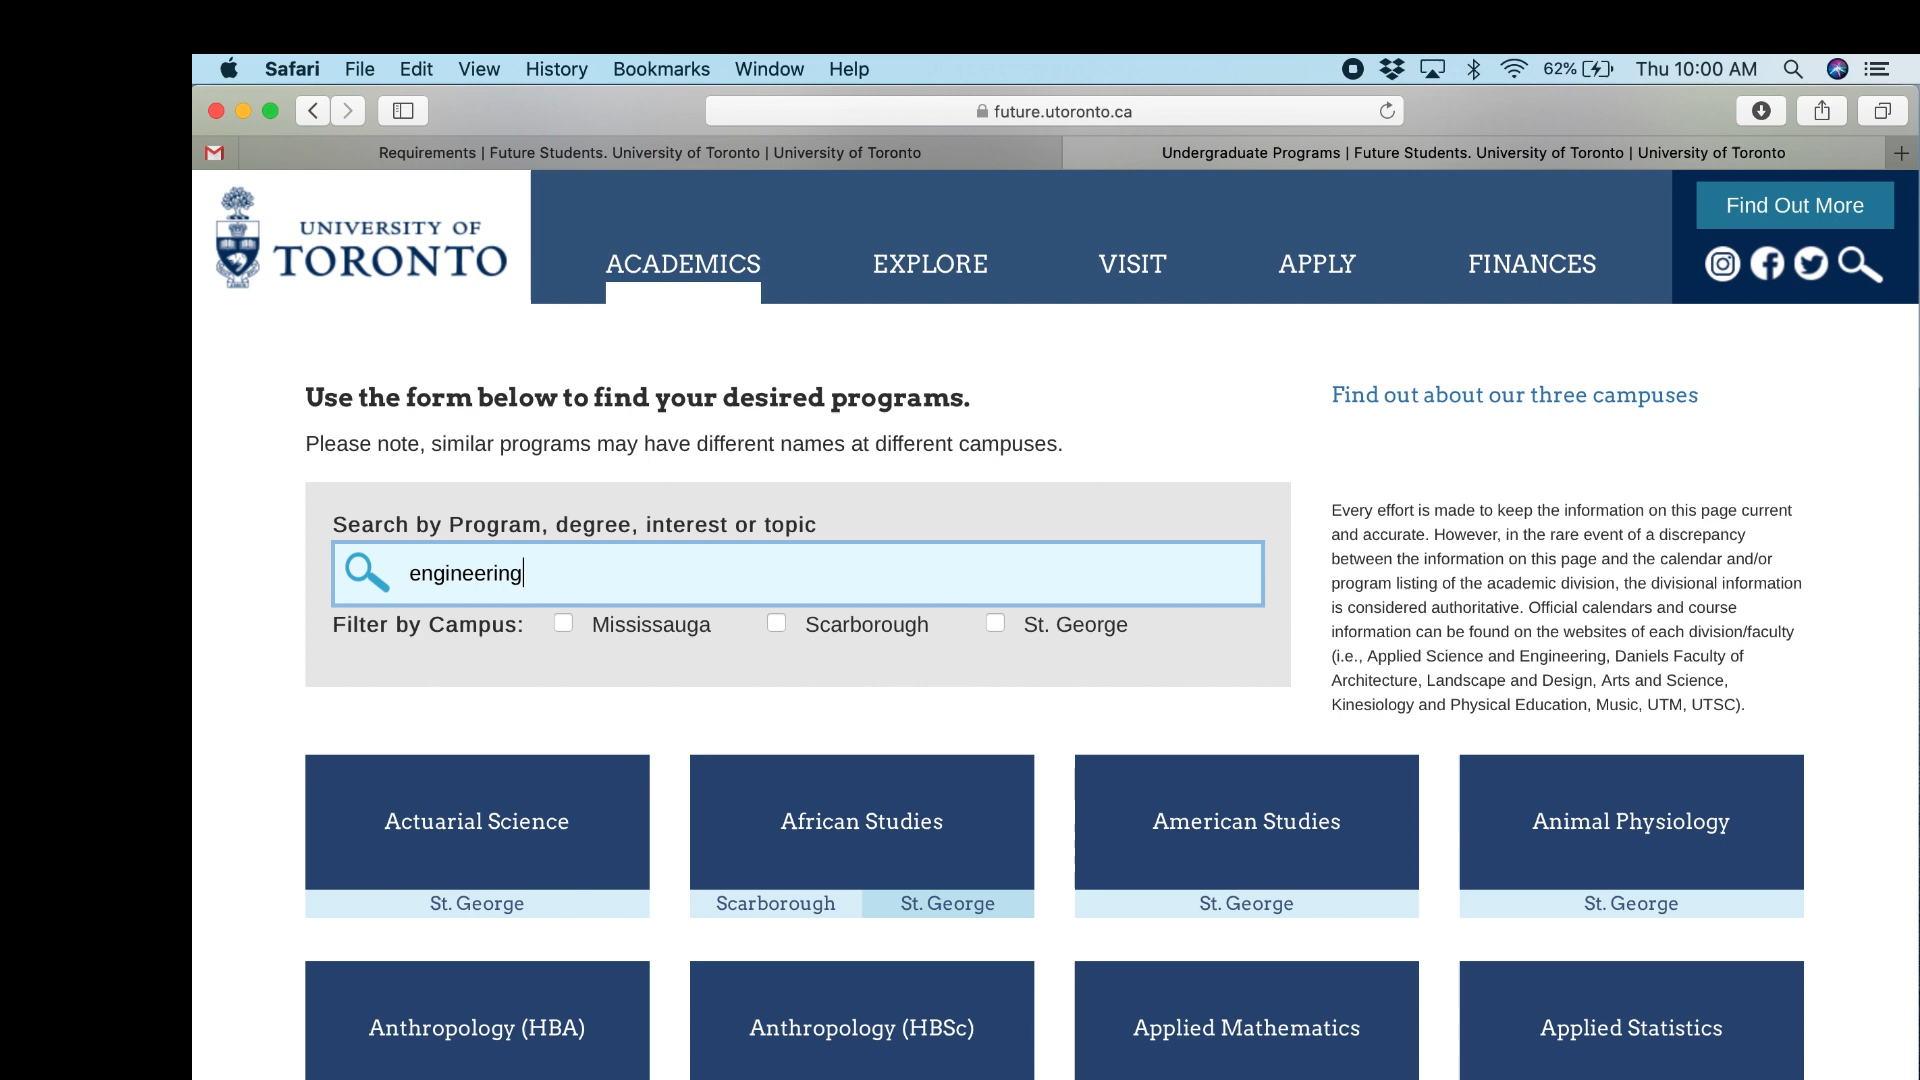 Safari File Edit View History Bookmarks Window Help 62% Thu 10:00 AM
future.utoronto.ca
Requirements | Future Students. University of Toronto | University of Toronto
Undergraduate Programs | Future Students. University of Toronto | University of Toronto
UNIVERSITY OF
TORONTO
ACADEMICS EXPLORE VISIT APPLY FINANCES
Find Out More
Use the form below to find your desired programs.
Please note, similar programs may have different names at different campuses.
Search by Program, degree, interest or topic
engineering
Filter by Campus: Mississauga Scarborough St. George
Find out about our three campuses
Every effort is made to keep the information on this page current
and accurate. However, in the rare event of a discrepancy
between the information on this page and the calendar and/or
program listing of the academic division, the divisional information
is considered authoritative. Official calendars and course
information can be found on the websites of each division/faculty
(i.e., Applied Science and Engineering, Daniels Faculty of
Architecture, Landscape and Design, Arts and Science,
Kinesiology and Physical Education, Music, UTM, UTSC).
Actuarial Science
St. George
African Studies
Scarborough St. George
American Studies
St. George
Animal Physiology
St. George
Anthropology (HBA)
Anthropology (HBSc)
Applied Mathematics
Applied Statistics